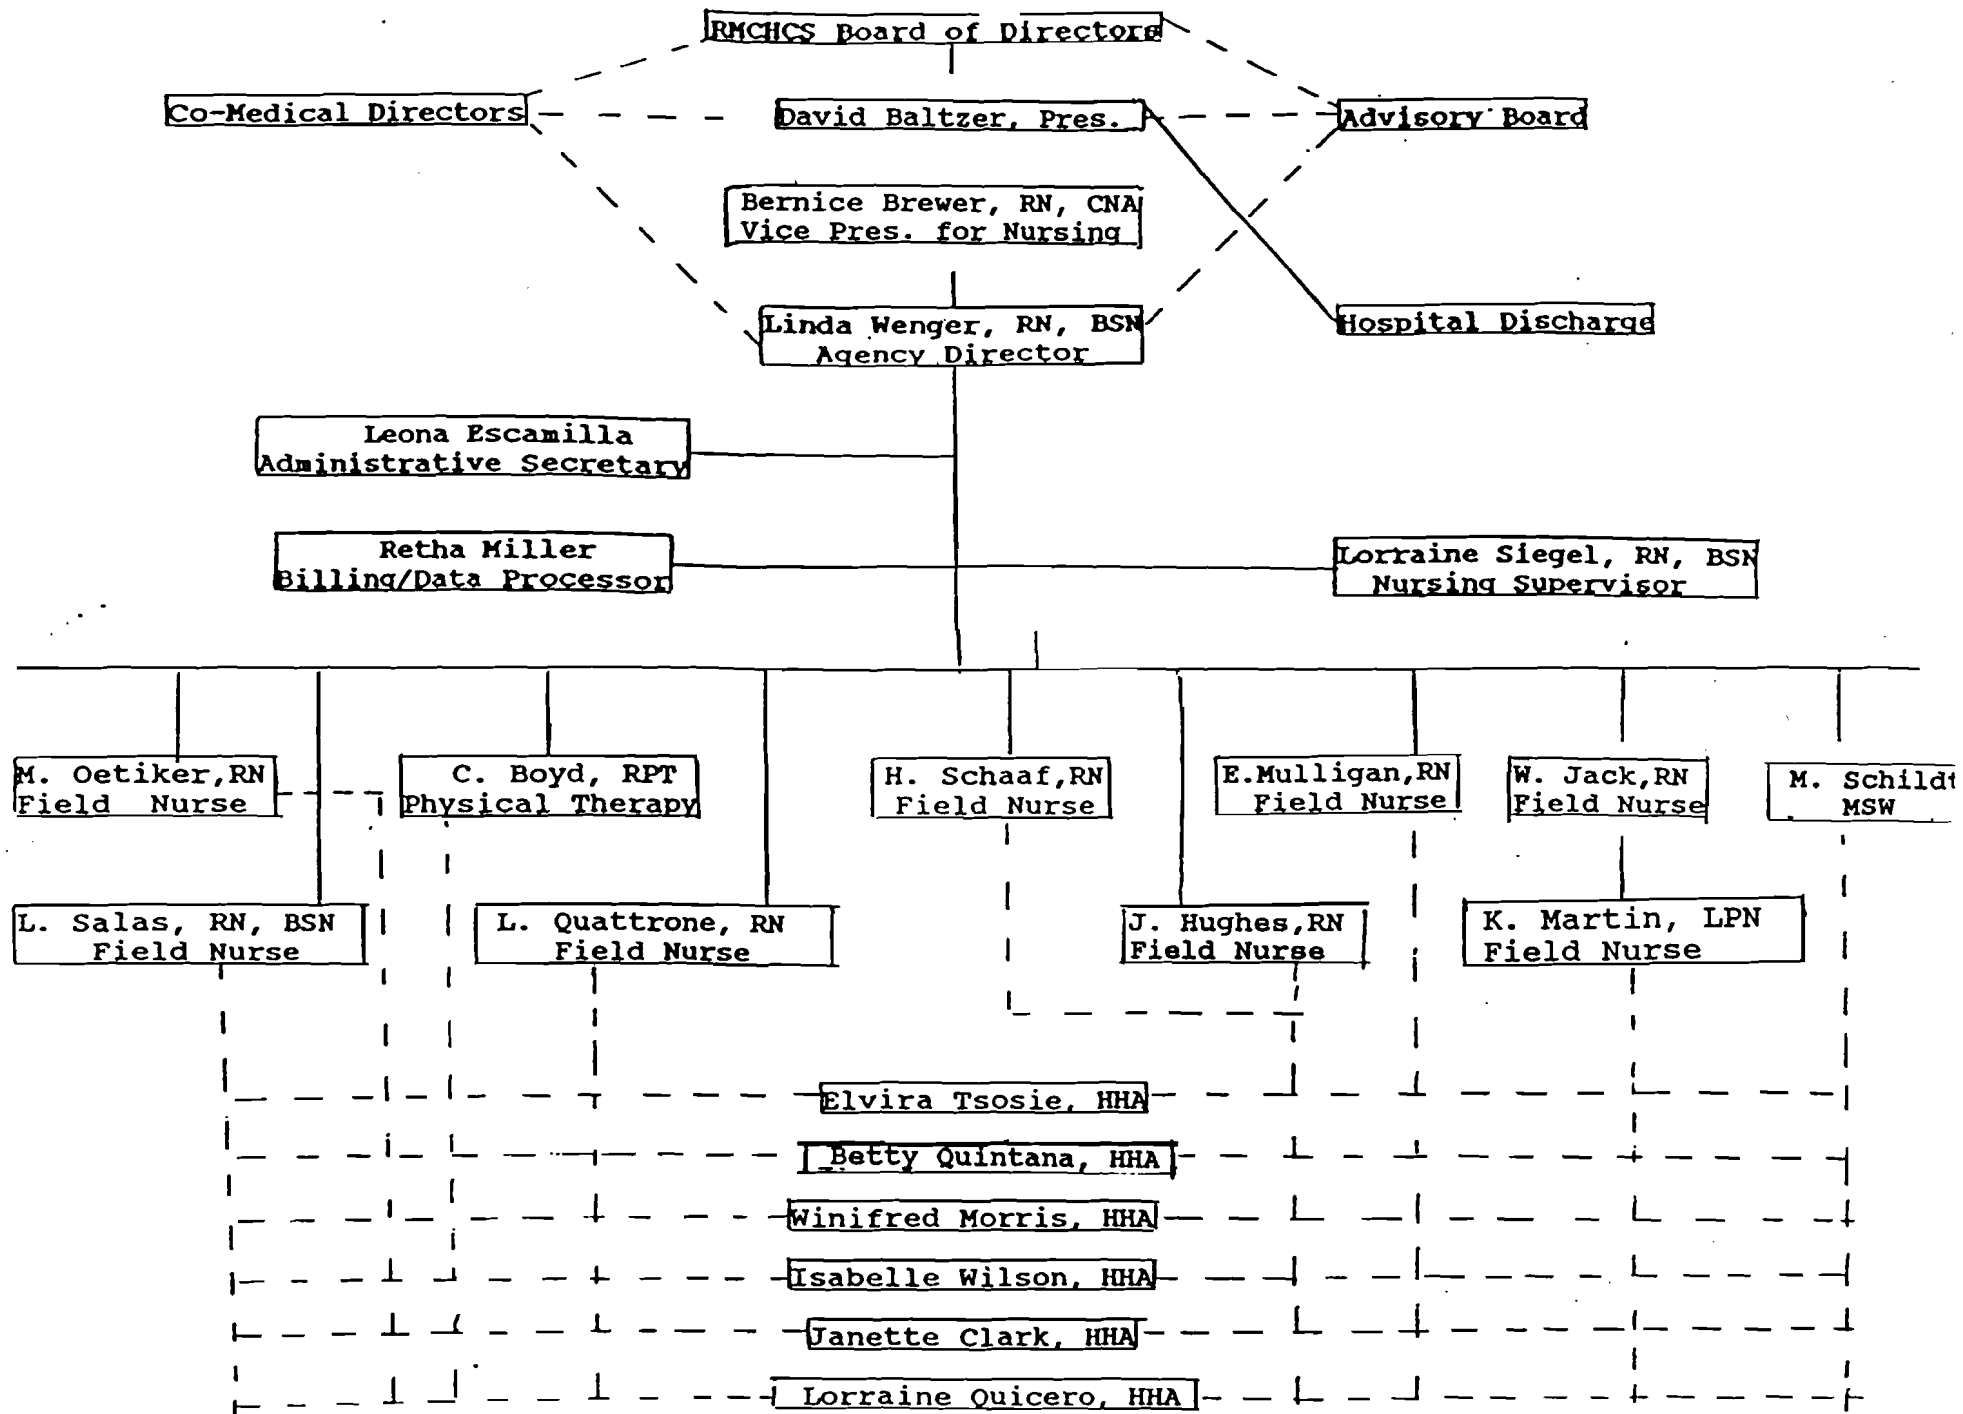 RMCHCS Board of Directors
Co-Medical Directors
David Baltzer, Pres.
Advisory Board
Bernice Brewer, RN, CNA
Vice Pres. for Nursing
Linda Wenger, RN, BSN
Agency Director
Hospital Discharge
Leona Escamilla
Administrative Secretary
Retha Miller
Billing/Data Processor
Lorraine Siegel, RN, BSN
Nursing Supervisor
M. Oetiker,RN
Field Nurse
C. Boyd, RPT
Physical Therapy
H. Schaaf,RN
Field Nurse
E.Mulligan,RN
Field Nurse
W. Jack,RN
Field Nurse
M. Schildt
MSW
L. Salas, RN, BSN
Field Nurse
L. Quattrone, RN
Field Nurse
J. Hughes,RN
Field Nurse
K. Martin, LPN
Field Nurse
Elvira Tsosie, HHA
Betty Quintana, HHA
Winifred Morris, HHA
Isabelle Wilson, HHA
Janette Clark, HHA
Lorraine Quicero, HHA